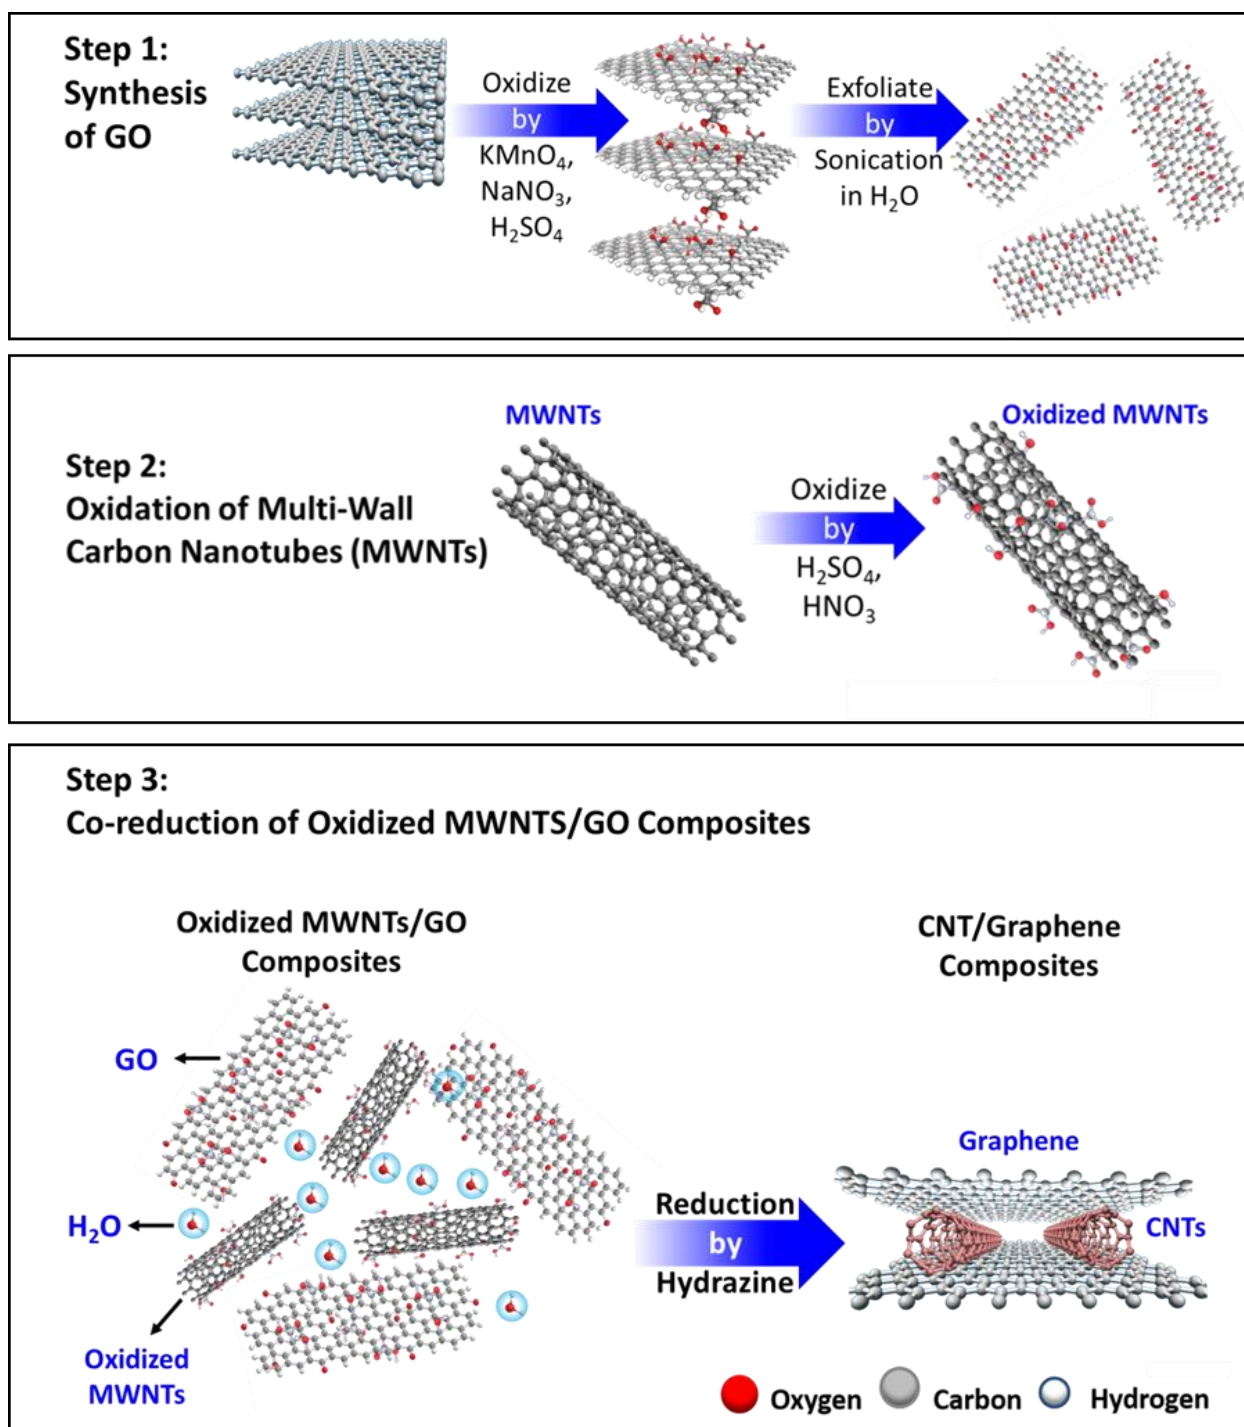 Step 1:
Synthesis
of GO
Oxidize
by
KMnO₄,
NaNO₃,
H₂SO₄
Exfoliate
by
Sonication
in H₂O
Step 2:
Oxidation of Multi-Wall
Carbon Nanotubes (MWNTs)
MWNTs
Oxidize
by
H₂SO₄,
HNO₃
Oxidized MWNTs
Step 3:
Co-reduction of Oxidized MWNTS/GO Composites
Oxidized MWNTs/GO
Composites
GO
H₂O
Oxidized
MWNTs
Reduction
by
Hydrazine
CNT/Graphene
Composites
Graphene
CNTs
Oxygen
Carbon
Hydrogen